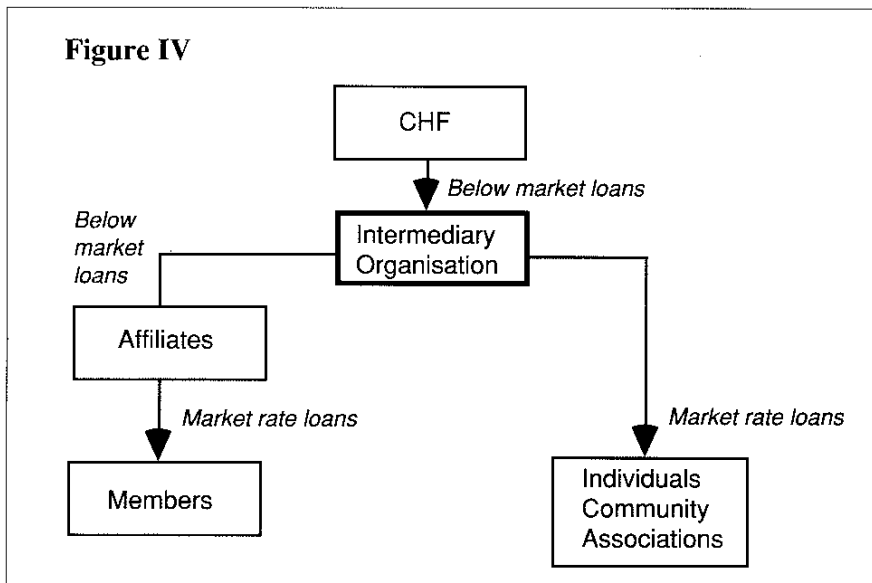 Figure IV
CHF
Below market loans
Intermediary
Organisation
Below
market
loans
Affiliates
Market rate loans
Market rate loans
Members
Individuals
Community
Associations